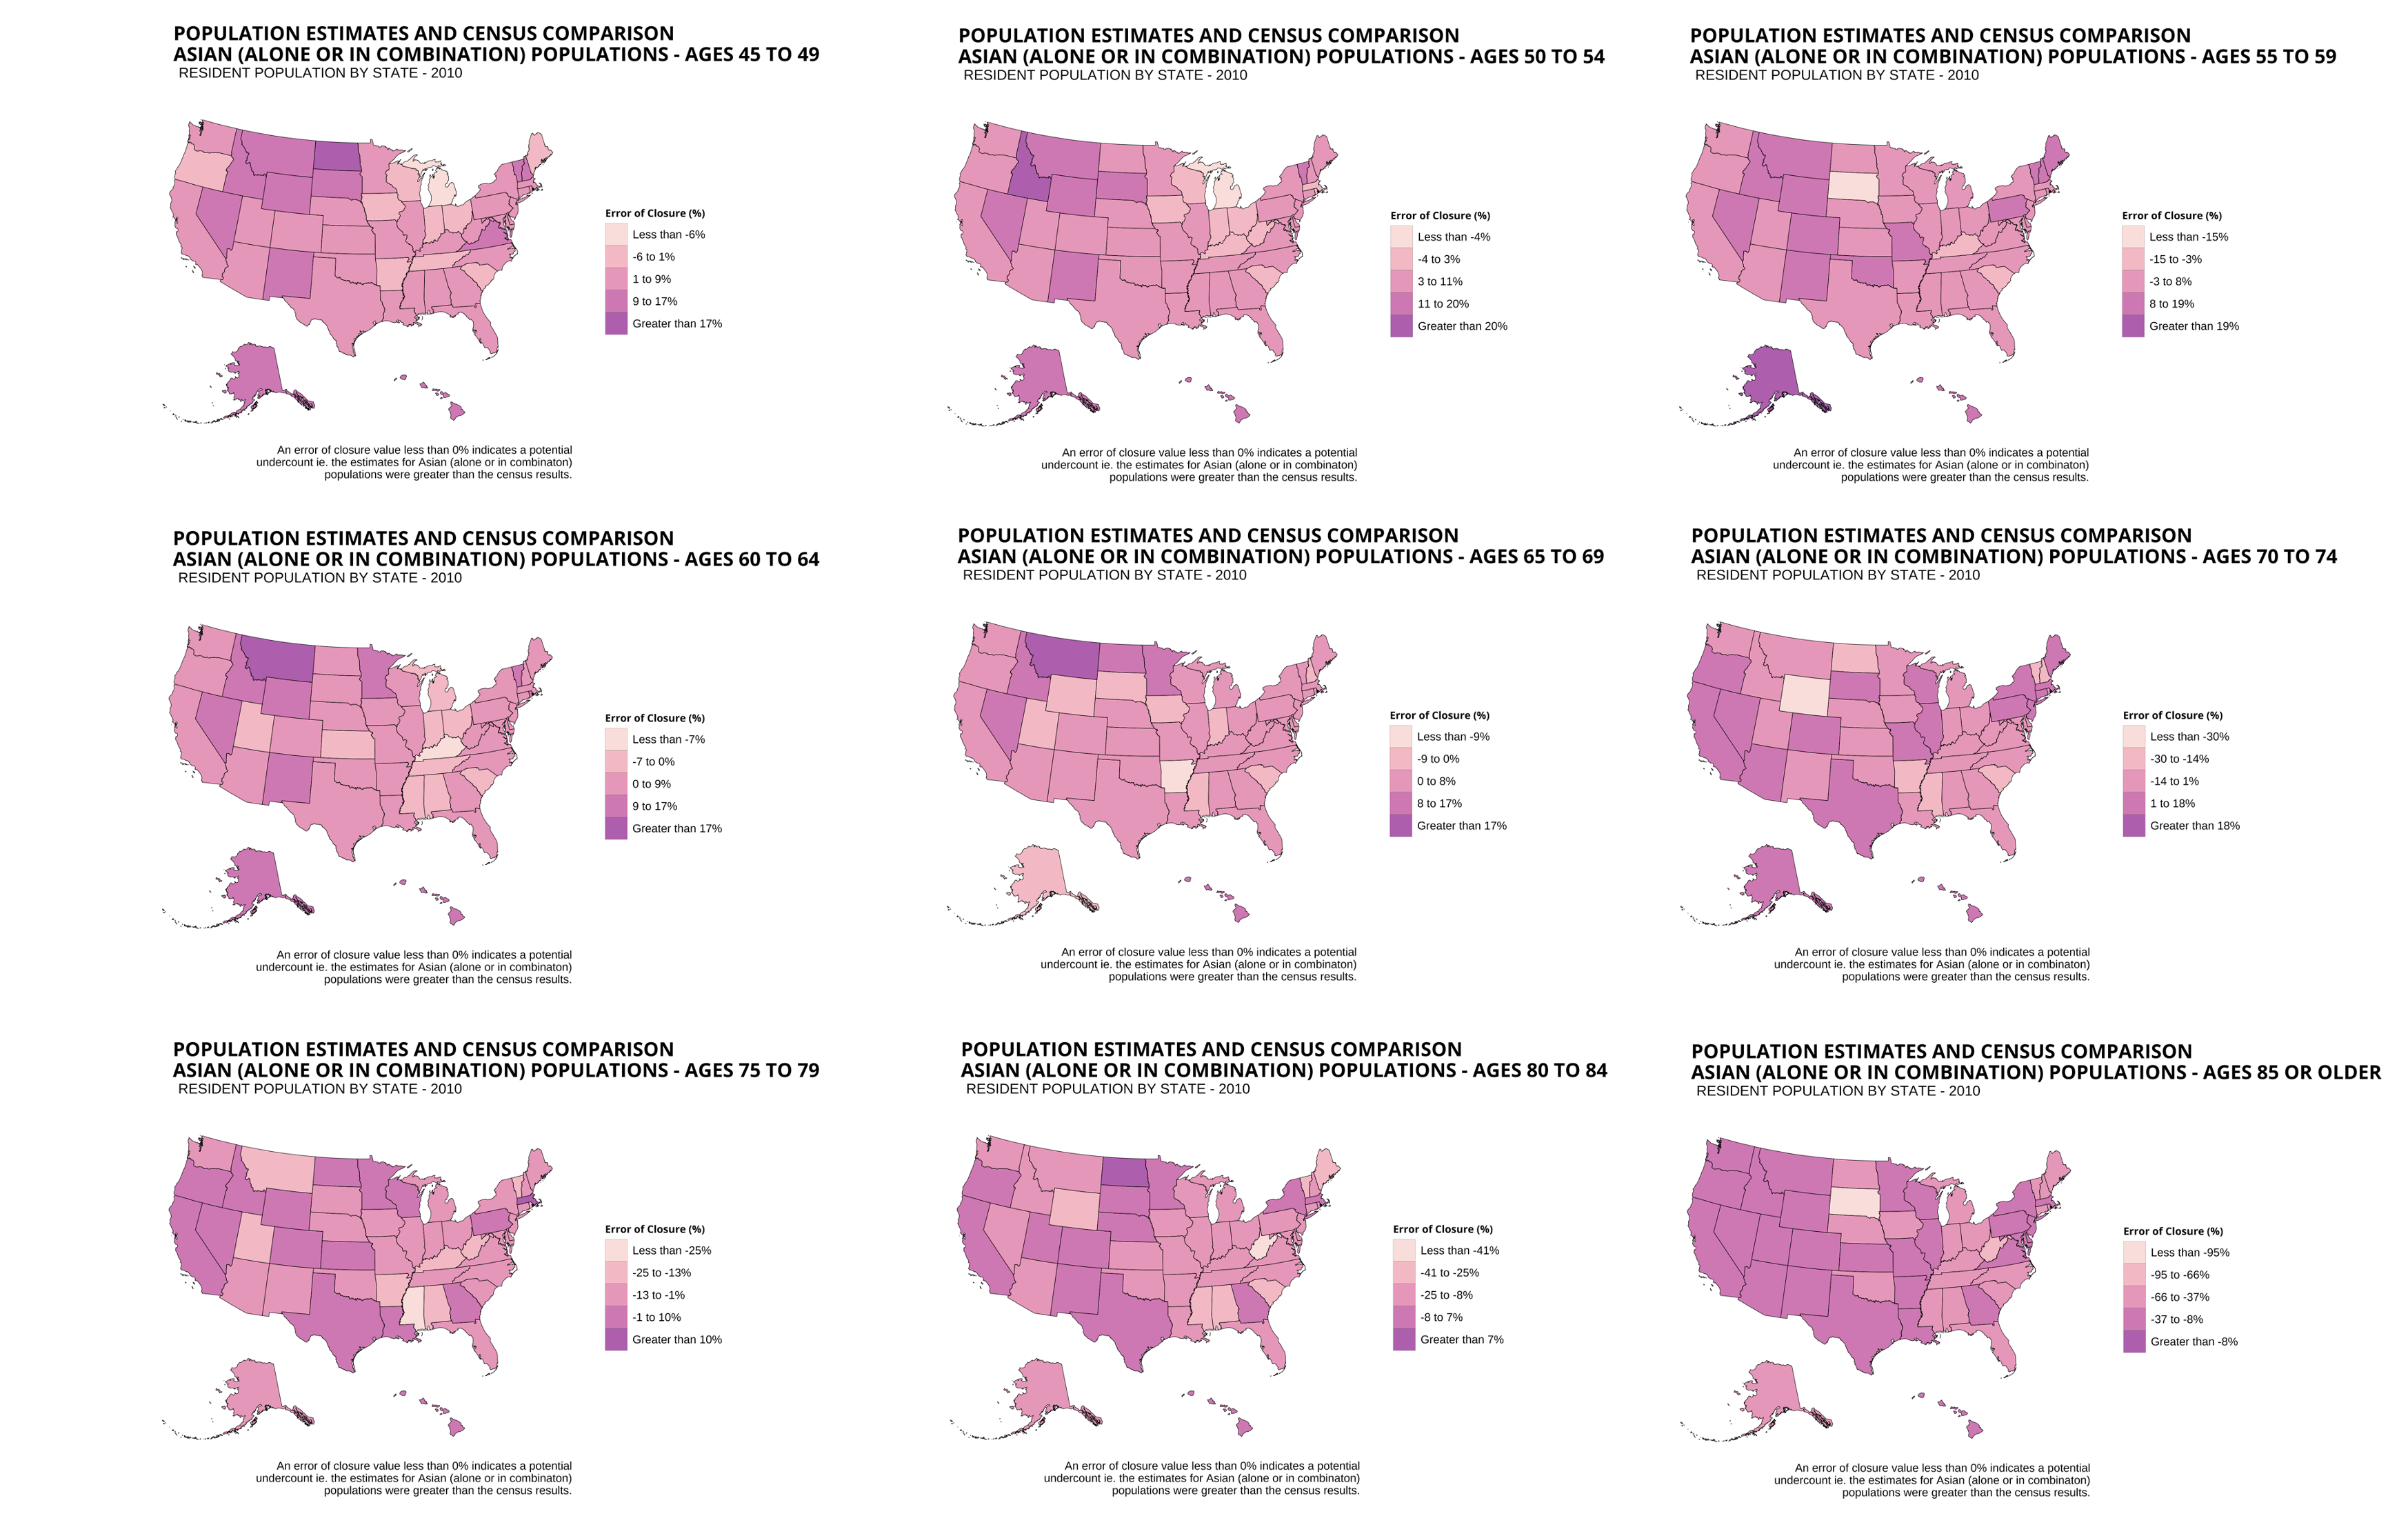 POPULATION ESTIMATES AND CENSUS COMPARISON
ASIAN (ALONE OR IN COMBINATION) POPULATIONS - AGES 45 TO 49
RESIDENT POPULATION BY STATE - 2010
Error of Closure (%)
Less than -6%
-6 to 1%
1 to 9%
9 to 17%
Greater than 17%
An error of closure value less than 0% indicates a potential
undercount ie. the estimates for Asian (alone or in combinaton)
populations were greater than the census results.
POPULATION ESTIMATES AND CENSUS COMPARISON
ASIAN (ALONE OR IN COMBINATION) POPULATIONS - AGES 50 TO 54
RESIDENT POPULATION BY STATE - 2010
Error of Closure (%)
Less than -4%
-4 to 3%
3 to 11%
11 to 20%
Greater than 20%
An error of closure value less than 0% indicates a potential
undercount ie. the estimates for Asian (alone or in combinaton)
populations were greater than the census results.
POPULATION ESTIMATES AND CENSUS COMPARISON
ASIAN (ALONE OR IN COMBINATION) POPULATIONS - AGES 55 TO 59
RESIDENT POPULATION BY STATE - 2010
Error of Closure (%)
Less than -15%
-15 to -3%
-3 to 8%
8 to 19%
Greater than 19%
An error of closure value less than 0% indicates a potential
undercount ie. the estimates for Asian (alone or in combinaton)
populations were greater than the census results.
POPULATION ESTIMATES AND CENSUS COMPARISON
ASIAN (ALONE OR IN COMBINATION) POPULATIONS - AGES 60 TO 64
RESIDENT POPULATION BY STATE - 2010
Error of Closure (%)
Less than -7%
-7 to 0%
0 to 9%
9 to 17%
Greater than 17%
An error of closure value less than 0% indicates a potential
undercount ie. the estimates for Asian (alone or in combinaton)
populations were greater than the census results.
POPULATION ESTIMATES AND CENSUS COMPARISON
ASIAN (ALONE OR IN COMBINATION) POPULATIONS - AGES 65 TO 69
RESIDENT POPULATION BY STATE - 2010
Error of Closure (%)
Less than -9%
-9 to 0%
0 to 8%
8 to 17%
Greater than 17%
An error of closure value less than 0% indicates a potential
undercount ie. the estimates for Asian (alone or in combinaton)
populations were greater than the census results.
POPULATION ESTIMATES AND CENSUS COMPARISON
ASIAN (ALONE OR IN COMBINATION) POPULATIONS - AGES 70 TO 74
RESIDENT POPULATION BY STATE - 2010
Error of Closure (%)
Less than -30%
-30 to -14%
-14 to 1%
1 to 18%
Greater than 18%
An error of closure value less than 0% indicates a potential
undercount ie. the estimates for Asian (alone or in combinaton)
populations were greater than the census results.
POPULATION ESTIMATES AND CENSUS COMPARISON
ASIAN (ALONE OR IN COMBINATION) POPULATIONS - AGES 75 TO 79
RESIDENT POPULATION BY STATE - 2010
Error of Closure (%)
Less than -25%
-25 to -13%
-13 to -1%
-1 to 10%
Greater than 10%
An error of closure value less than 0% indicates a potential
undercount ie. the estimates for Asian (alone or in combinaton)
populations were greater than the census results.
POPULATION ESTIMATES AND CENSUS COMPARISON
ASIAN (ALONE OR IN COMBINATION) POPULATIONS - AGES 80 TO 84
RESIDENT POPULATION BY STATE - 2010
Error of Closure (%)
Less than -41%
-41 to -25%
-25 to -8%
-8 to 7%
Greater than 7%
An error of closure value less than 0% indicates a potential
undercount ie. the estimates for Asian (alone or in combinaton)
populations were greater than the census results.
POPULATION ESTIMATES AND CENSUS COMPARISON
ASIAN (ALONE OR IN COMBINATION) POPULATIONS - AGES 85 OR OLDER
RESIDENT POPULATION BY STATE - 2010
Error of Closure (%)
Less than -95%
-95 to -66%
-66 to -37%
-37 to -8%
Greater than -8%
An error of closure value less than 0% indicates a potential
undercount ie. the estimates for Asian (alone or in combinaton)
populations were greater than the census results.